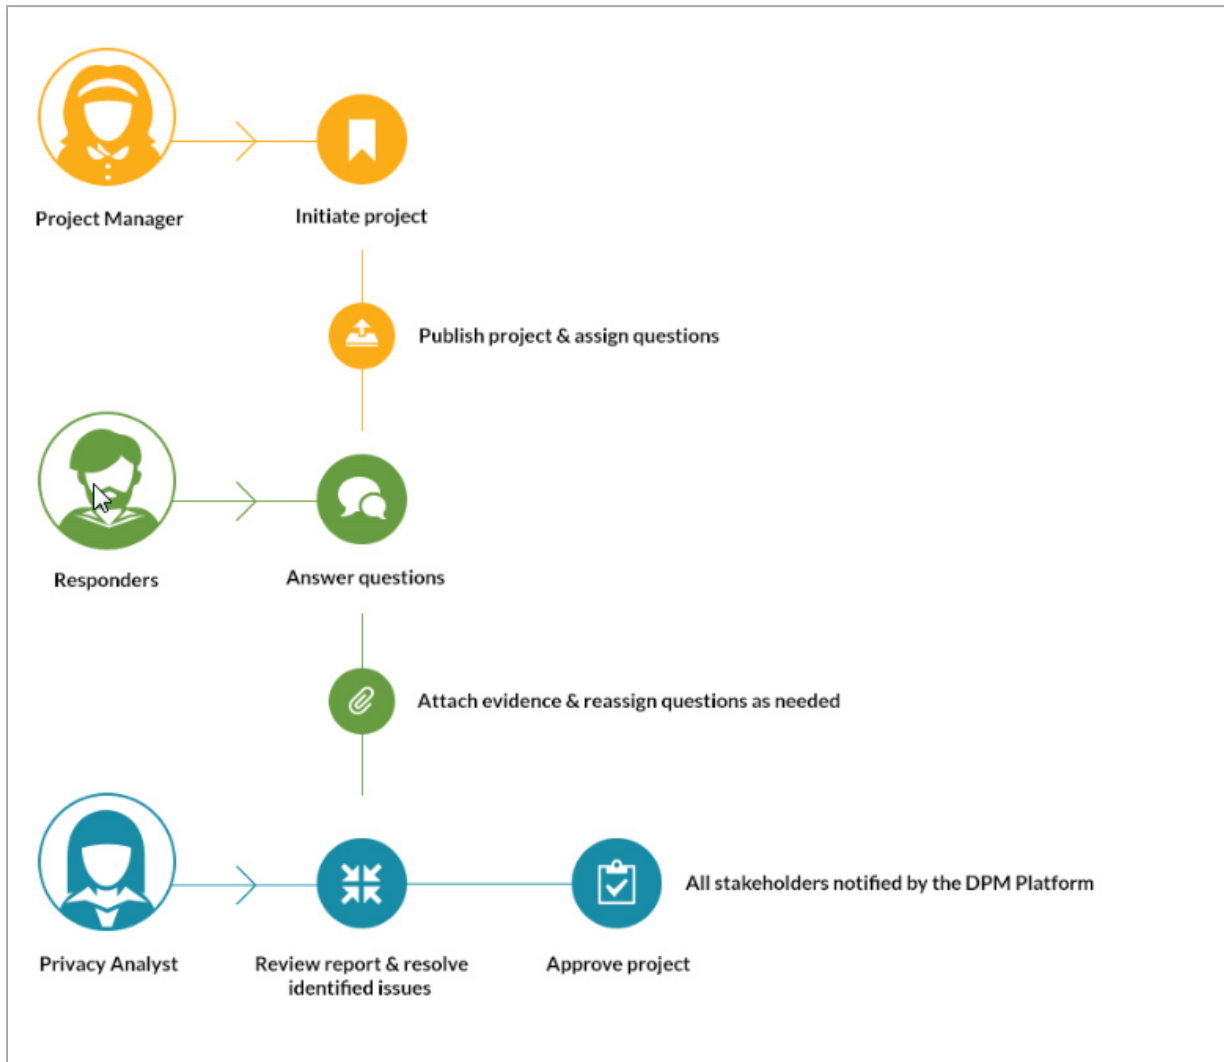 Project Manager
Initiate project
Publish project & assign questions
Responders
Answer questions
Attach evidence & reassign questions as needed
All stakeholders notified by the DPM Platform
Privacy Analyst
Review report & resolve
identified issues
Approve project